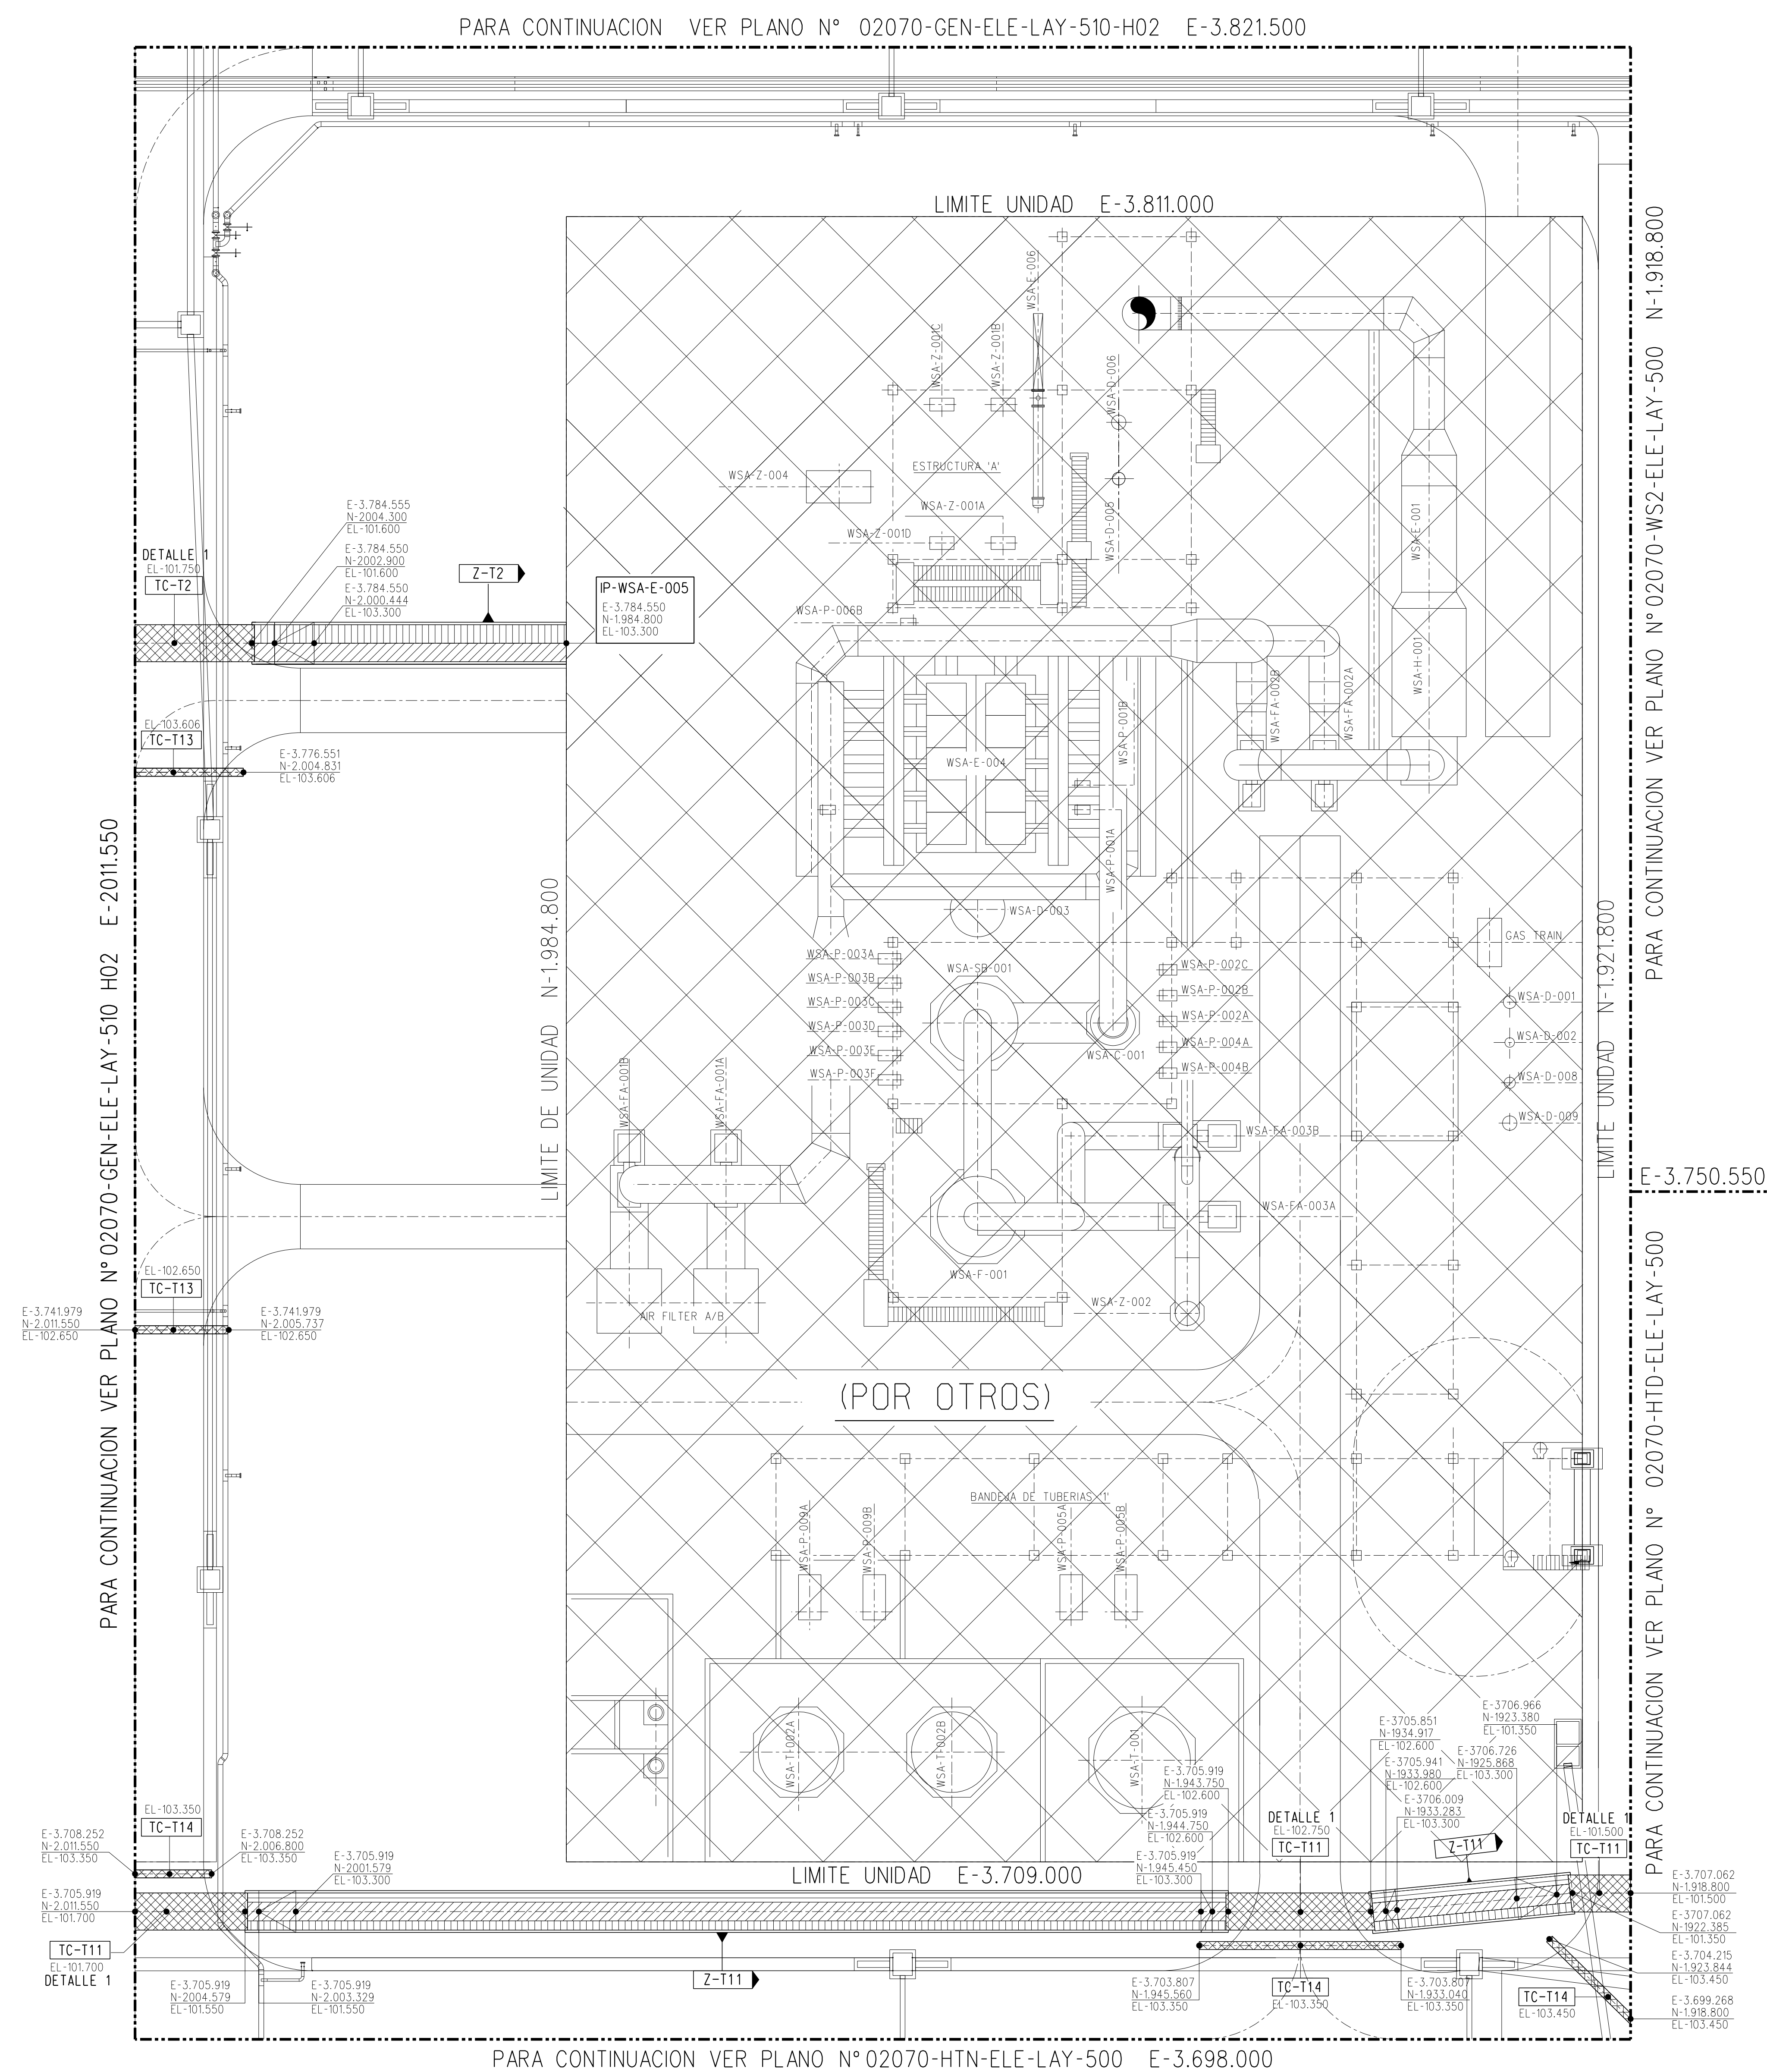 PARA CONTINUACION VER PLANO N° 02070-GEN-ELE-LAY-510-H02 E-3.821.500
LIMITE UNIDAD E-3.811.000
PARA CONTINUACION VER PLANO N° 02070-WS2-ELE-LAY-500 N-1.918.800
WSA-E-006
WSA-Z-001C
WSA-Z-001B
WSA-D-006
WSA-Z-004
ESTRUCTURA 'A'
WSA-Z-001A
WSA-Z-001D
WSA-D-005
WSA-E-001
E-3.784.555
N-2004.300
EL-101.600
E-3.784.550
N-2002.900
EL-101.600
E-3.784.550
N-2.000.444
EL-103.300
DETALLE 1
EL-101.750
TC-T2
Z-T2
IP-WSA-E-005
E-3.784.550
N-1.984.800
EL-103.300
WSA-P-006B
WSA-H-001
WSA-FA-002B
WSA-FA-002A
WSA-P-001B
WSA-E-004
EL-103.606
TC-T13
E-3.776.551
N-2.004.831
EL-103.606
WSA-P-001A
WSA-D-003
PARA CONTINUACION VER PLANO N° 02070-GEN-ELE-LAY-510 H02 E-2011.550
LIMITE DE UNIDAD N-1.984.800
LIMITE UNIDAD N-1.921.800
GAS TRAIN
WSA-P-003A
WSA-P-003B
WSA-P-003C
WSA-P-003D
WSA-P-003E
WSA-P-003F
WSA-SB-001
WSA-C-001
WSA-P-002C
WSA-P-002B
WSA-P-002A
WSA-P-004A
WSA-P-004B
WSA-D-001
WSA-D-002
WSA-D-008
WSA-D-009
WSA-FA-001B
WSA-FA-001A
WSA-FA-003B
WSA-FA-003A
E-3.750.550
WSA-F-001
WSA-Z-002
AIR FILTER A/B
EL-102.650
TC-T13
E-3.741.979
N-2.011.550
EL-102.650
E-3.741.979
N-2.005.737
EL-102.650
(POR OTROS)
PARA CONTINUACION VER PLANO N° 02070-HTD-ELE-LAY-500
BANDEJA DE TUBERIAS '1'
WSA-P-009A
WSA-P-009B
WSA-P-005A
WSA-P-005B
WSA-T-002A
WSA-T-002B
WSA-T-001
E-3706.966
N-1923.380
EL-101.350
E-3705.851
N-1934.917
EL-102.600
E-3706.726
N-1925.868
EL-103.300
E-3705.941
N-1933.980
EL-102.600
E-3706.009
N-1933.283
EL-103.300
E-3.705.919
N-1.943.750
EL-102.600
E-3.705.919
N-1.944.750
EL-102.600
E-3.705.919
N-1.945.450
EL-103.300
DETALLE 1
EL-102.750
TC-T11
Z-T11
DETALLE 1
EL-101.500
TC-T11
EL-103.350
TC-T14
E-3.708.252
N-2.011.550
EL-103.350
E-3.708.252
N-2.006.800
EL-103.350
E-3.705.919
N-2001.579
EL-103.300
LIMITE UNIDAD E-3.709.000
E-3.707.062
N-1.918.800
EL-101.500
E-3.705.919
N-2.011.550
EL-101.700
E-3707.062
N-1922.385
EL-101.350
TC-T11
EL-101.700
DETALLE 1
E-3.705.919
N-2004.579
EL-101.550
E-3.705.919
N-2.003.329
EL-101.550
Z-T11
E-3.703.807
N-1.945.560
EL-103.350
TC-T14
EL-103.350
E-3.703.807
N-1.933.040
EL-103.350
TC-T14
EL-103.450
E-3.704.215
N-1.923.844
EL-103.450
E-3.699.268
N-1.918.800
EL-103.450
PARA CONTINUACION VER PLANO N° 02070-HTN-ELE-LAY-500 E-3.698.000